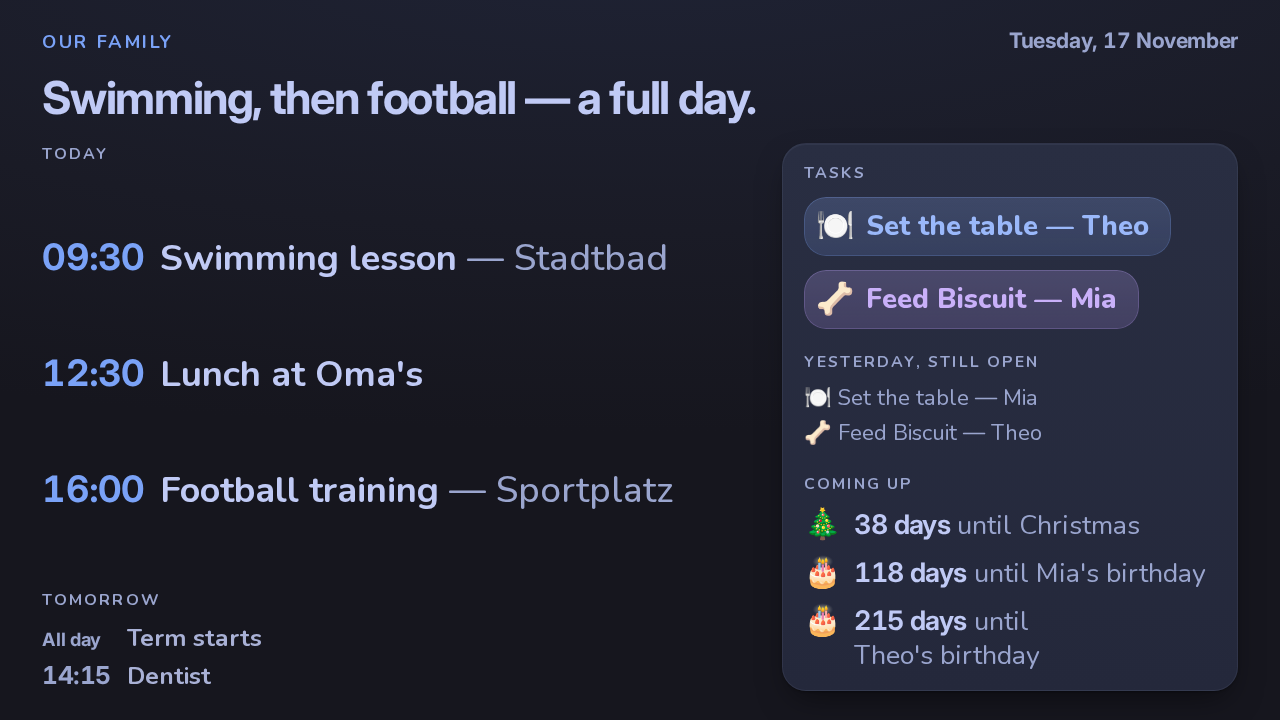 OUR FAMILY
Tuesday, 17 November
Swimming, then football — a full day.
TODAY
09:30 Swimming lesson — Stadtbad
12:30 Lunch at Oma's
16:00 Football training — Sportplatz
TOMORROW
All day Term starts
14:15 Dentist
TASKS
🍽️ Set the table — Theo
🦴 Feed Biscuit — Mia
YESTERDAY, STILL OPEN
🍽️ Set the table — Mia
🦴 Feed Biscuit — Theo
COMING UP
🎄 38 days until Christmas
🎂 118 days until Mia's birthday
🎂 215 days until
Theo's birthday